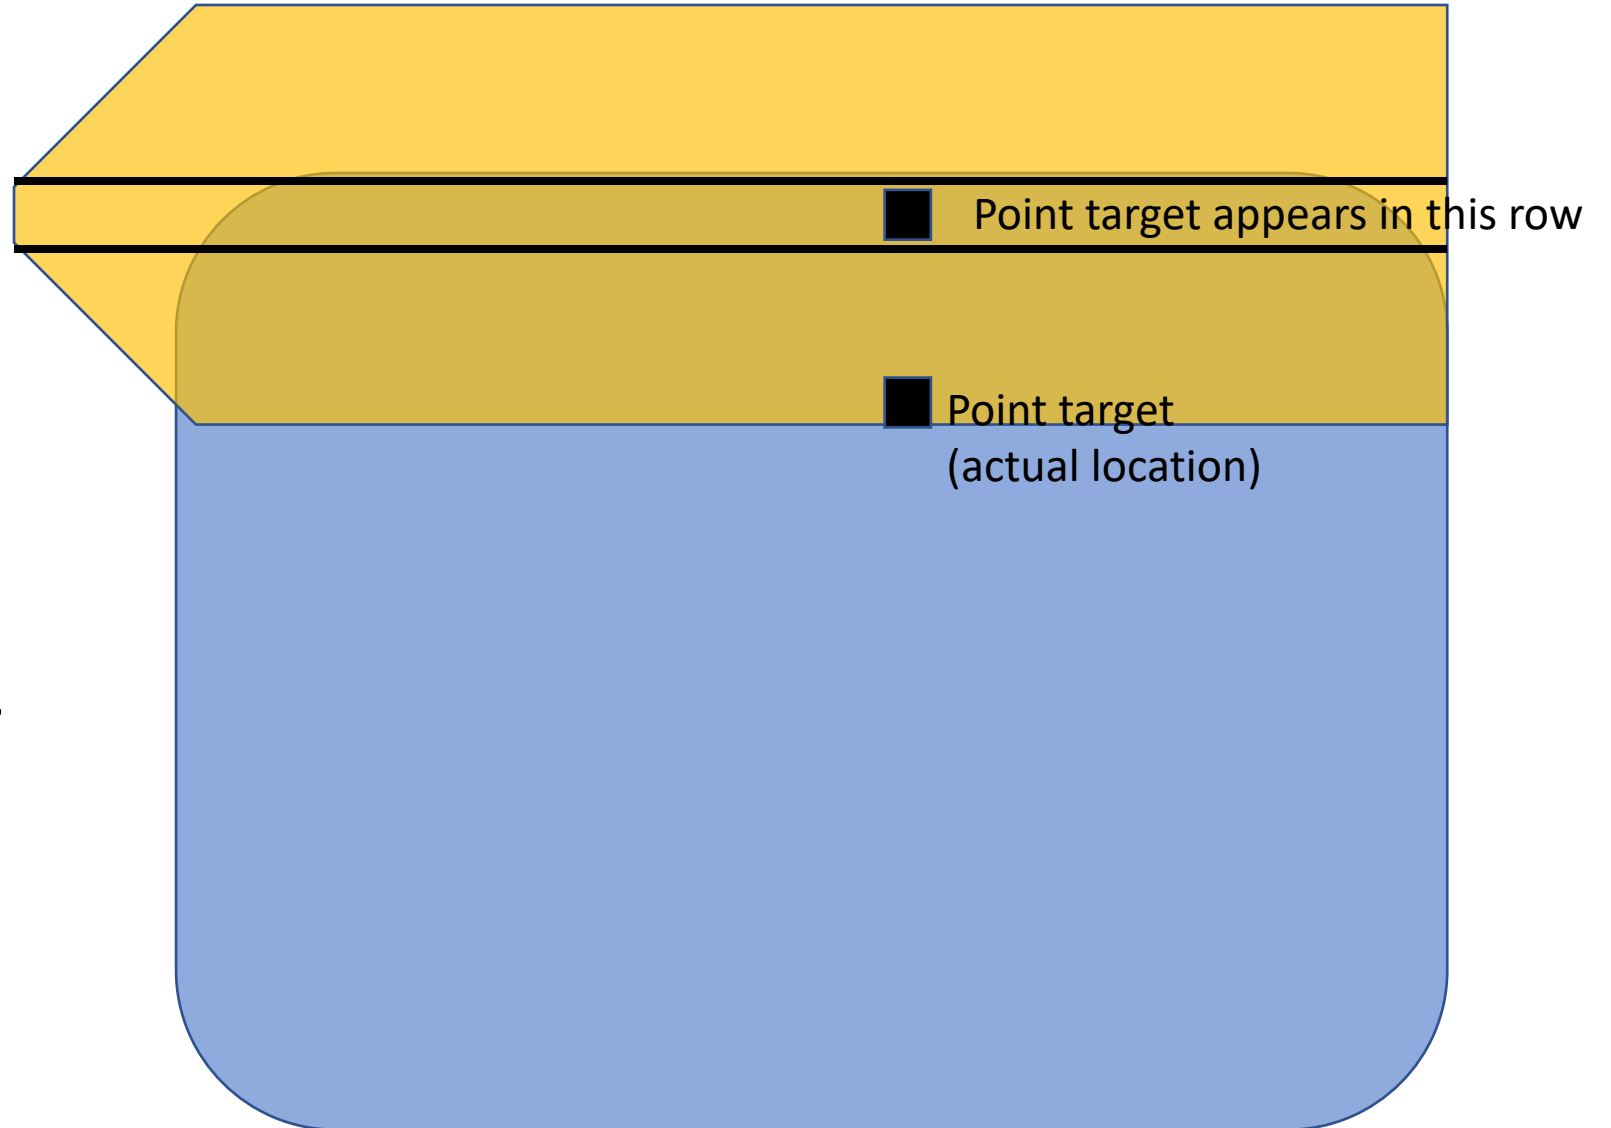 Point target appears in this row
Point target
(actual location)